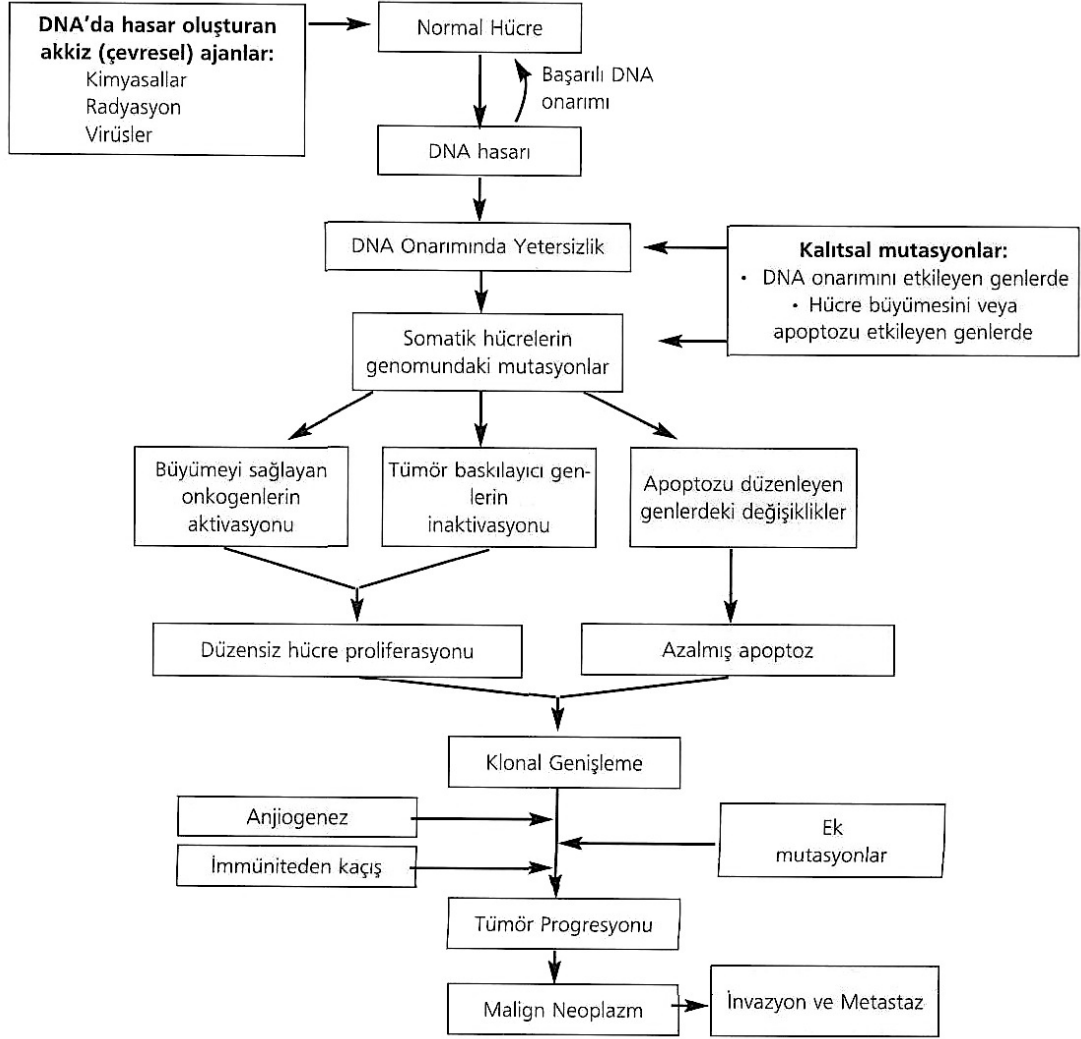 DNA'da hasar oluşturan
akkiz (çevresel) ajanlar:
Kimyasallar
Radyasyon
Virüsler
Normal Hücre
Başarılı DNA
onarımı
DNA hasarı
DNA Onarımında Yetersizlik
Kalıtsal mutasyonlar:
• DNA onarımını etkileyen genlerde
• Hücre büyümesini veya
apoptozu etkileyen genlerde
Somatik hücrelerin
genomundaki mutasyonlar
Büyümeyi sağlayan
onkogenlerin
aktivasyonu
Tümör baskılayıcı gen-
lerin
inaktivasyonu
Apoptozu düzenleyen
genlerdeki değişiklikler
Düzensiz hücre proliferasyonu
Azalmış apoptoz
Klonal Genişleme
Anjiogenez
İmmüniteden kaçış
Ek
mutasyonlar
Tümör Progresyonu
Malign Neoplazm
İnvazyon ve Metastaz